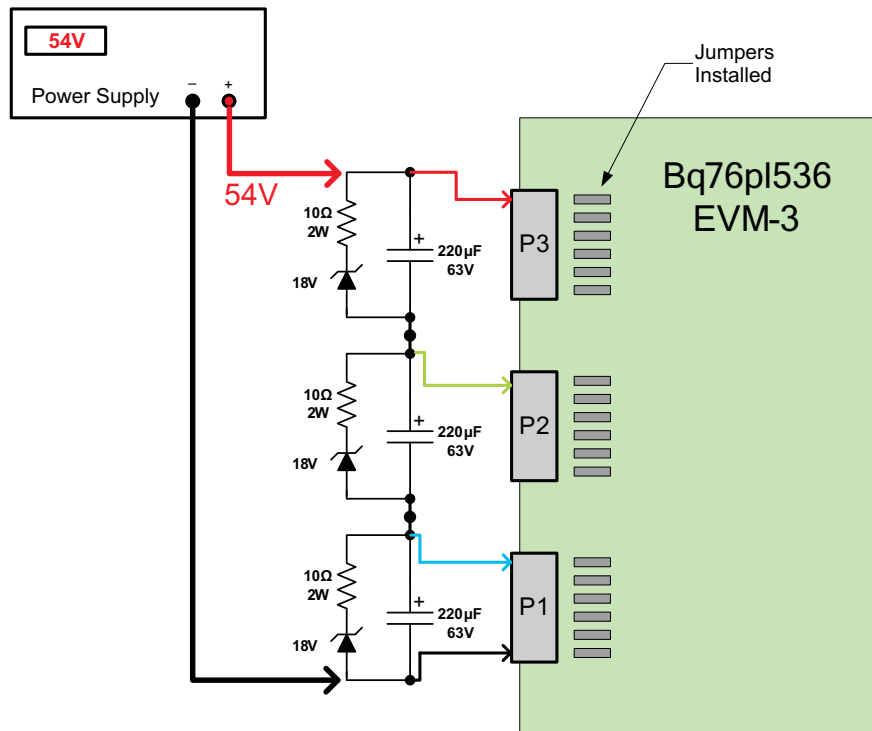 54V
Power Supply
−
+
54V
Jumpers
Installed
Bq76pl536
EVM-3
10Ω
2W
18V
+
220µF
63V
P3
10Ω
2W
18V
+
220µF
63V
P2
10Ω
2W
18V
+
220µF
63V
P1